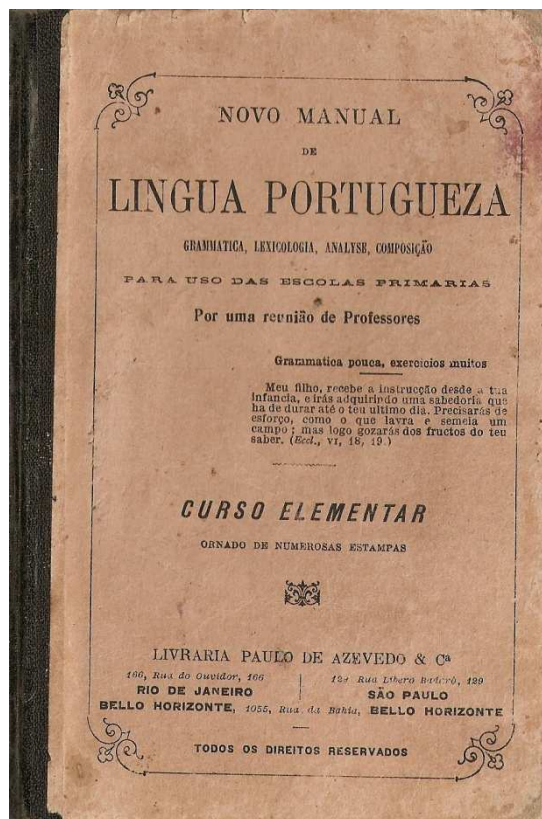 NOVO MANUAL
DE
LINGUA PORTUGUEZA
GRAMMATICA, LEXICOLOGIA, ANALYSE, COMPOSIÇÃO
PARA USO DAS ESCOLAS PRIMARIAS
Por uma reunião de Professores
Grammatica pouca, exercicios muitos
Meu filho, recebe a instrucção desde a tua
infancia, e irás adquirindo uma sabedoria que
ha de durar até o teu ultimo dia. Precisarás de
esforço, como o que lavra e semeia um
campo; mas logo gozarás dos fructos do teu
saber. (Eccl., VI, 18, 19.)
CURSO ELEMENTAR
ORNADO DE NUMEROSAS ESTAMPAS
LIVRARIA PAULO DE AZEVEDO & Cª
166, Rua do Ouvidor, 166
RIO DE JANEIRO
129 Rua Libero Badaró, 129
SÃO PAULO
BELLO HORIZONTE, 1055, Rua da Bahia, BELLO HORIZONTE
TODOS OS DIREITOS RESERVADOS